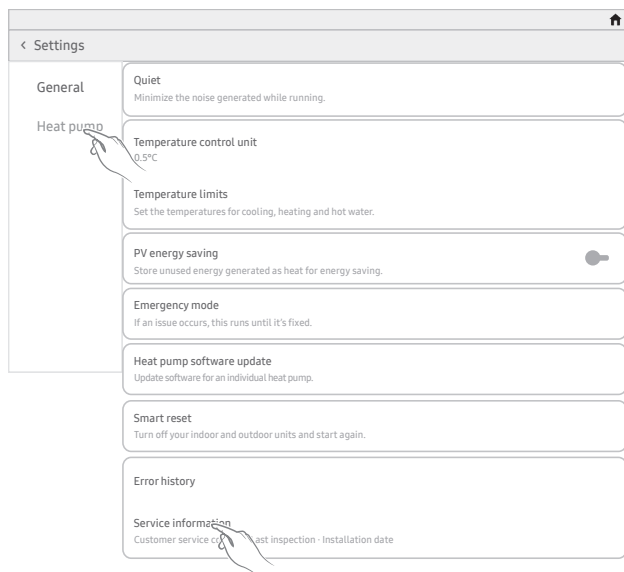 < Settings
General
Heat pump
Quiet
Minimize the noise generated while running.
Temperature control unit
0.5°C
Temperature limits
Set the temperatures for cooling, heating and hot water.
PV energy saving
Store unused energy generated as heat for energy saving.
Emergency mode
If an issue occurs, this runs until it's fixed.
Heat pump software update
Update software for an individual heat pump.
Smart reset
Turn off your indoor and outdoor units and start again.
Error history
Service information
Customer service ast inspection · Installation date